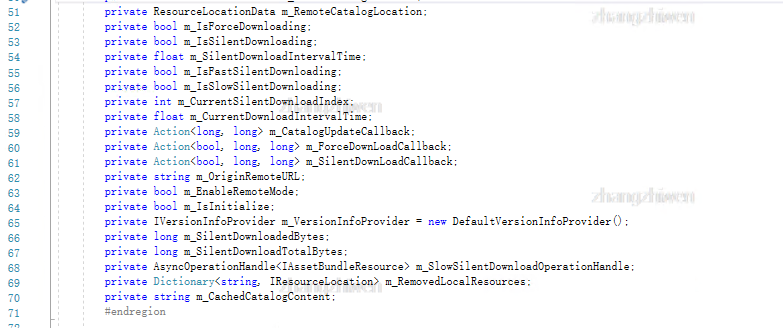 51 private ResourceLocationData m_RemoteCatalogLocation;
52 private bool m_IsForceDownloading;
53 private bool m_IsSilentDownloading;
54 private float m_SilentDownloadIntervalTime;
55 private bool m_IsFastSilentDownloading;
56 private bool m_IsSlowSilentDownloading;
57 private int m_CurrentSilentDownloadIndex;
58 private float m_CurrentDownloadIntervalTime;
59 private Action<long, long> m_CatalogUpdateCallback;
60 private Action<bool, long, long> m_ForceDownLoadCallback;
61 private Action<bool, long, long> m_SilentDownLoadCallback;
62 private string m_OriginRemoteURL;
63 private bool m_EnableRemoteMode;
64 private bool m_IsInitialize;
65 private IVersionInfoProvider m_VersionInfoProvider = new DefaultVersionInfoProvider();
66 private long m_SilentDownloadedBytes;
67 private long m_SilentDownloadTotalBytes;
68 private AsyncOperationHandle<IAssetBundleResource> m_SlowSilentDownloadOperationHandle;
69 private Dictionary<string, IResourceLocation> m_RemovedLocalResources;
70 private string m_CachedCatalogContent;
71 #endregion
zhangzhiwen
zhangzhiwen
zhangzhiwen
zhangzhiwen